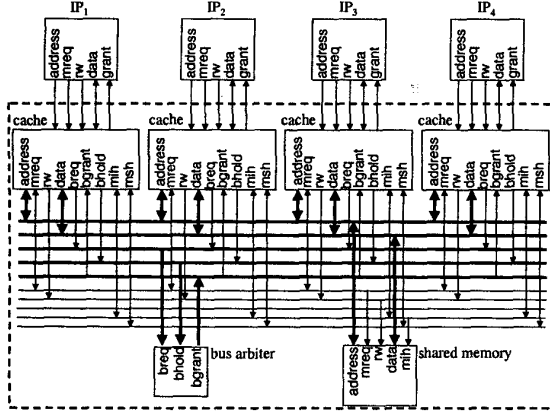 IP1 IP2 IP3 IP4
address mreq rw data grant
address mreq rw data grant
address mreq rw data grant
address mreq rw data grant
cache cache cache cache
address mreq rw data breq bgrant bhold mih msh
address mreq rw data breq bgrant bhold mih msh
address mreq rw data breq bgrant bhold mih msh
address mreq rw data breq bgrant bhold mih msh
breq bhold bgrant bus arbiter
address mreq rw data mih shared memory